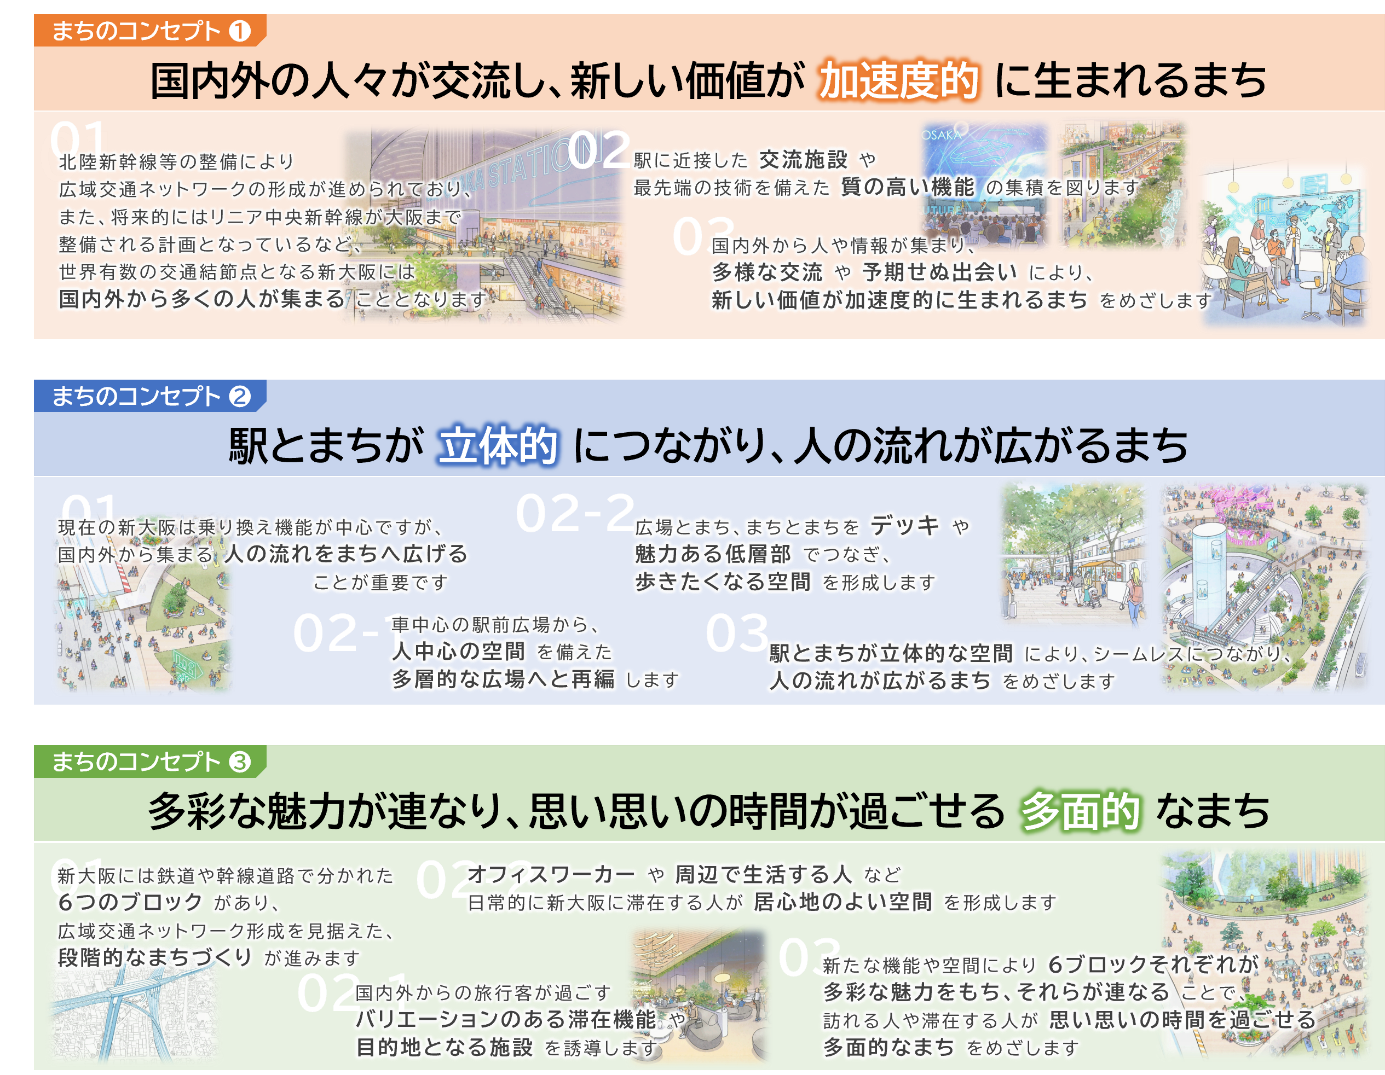 まちのコンセプト ❶
国内外の人々が交流し、新しい価値が 加速度的 に生まれるまち
01
北陸新幹線等の整備により
広域交通ネットワークの形成が進められており、
また、将来的にはリニア中央新幹線が大阪まで
整備される計画となっているなど、
世界有数の交通結節点となる新大阪には
国内外から多くの人が集まる こととなります
STATION
02
駅に近接した 交流施設 や
最先端の技術を備えた 質の高い機能 の集積を図ります
OSAKA
03
国内外から人や情報が集まり、
多様な交流 や 予期せぬ出会い により、
新しい価値が加速度的に生まれるまち をめざします
まちのコンセプト ❷
駅とまちが 立体的 につながり、人の流れが広がるまち
01
現在の新大阪は乗り換え機能が中心ですが、
国内外から集まる 人の流れをまちへ広げる
ことが重要です
02-1
車中心の駅前広場から、
人中心の空間 を備えた
多層的な広場へと再編 します
02-2
広場とまち、まちとまちを デッキ や
魅力ある低層部 でつなぎ、
歩きたくなる空間 を形成します
03
駅とまちが立体的な空間 により、シームレスにつながり、
人の流れが広がるまち をめざします
まちのコンセプト ❸
多彩な魅力が連なり、思い思いの時間が過ごせる 多面的 なまち
01
新大阪には鉄道や幹線道路で分かれた
6つのブロック があり、
広域交通ネットワーク形成を見据えた、
段階的なまちづくり が進みます
02-1
国内外からの旅行客が過ごす
バリエーションのある滞在機能 や
目的地となる施設 を誘導します
02-2
オフィスワーカー や 周辺で生活する人 など
日常的に新大阪に滞在する人が 居心地のよい空間 を形成します
03
新たな機能や空間により 6ブロックそれぞれが
多彩な魅力をもち、それらが連なる ことで、
訪れる人や滞在する人が 思い思いの時間を過ごせる
多面的なまち をめざします